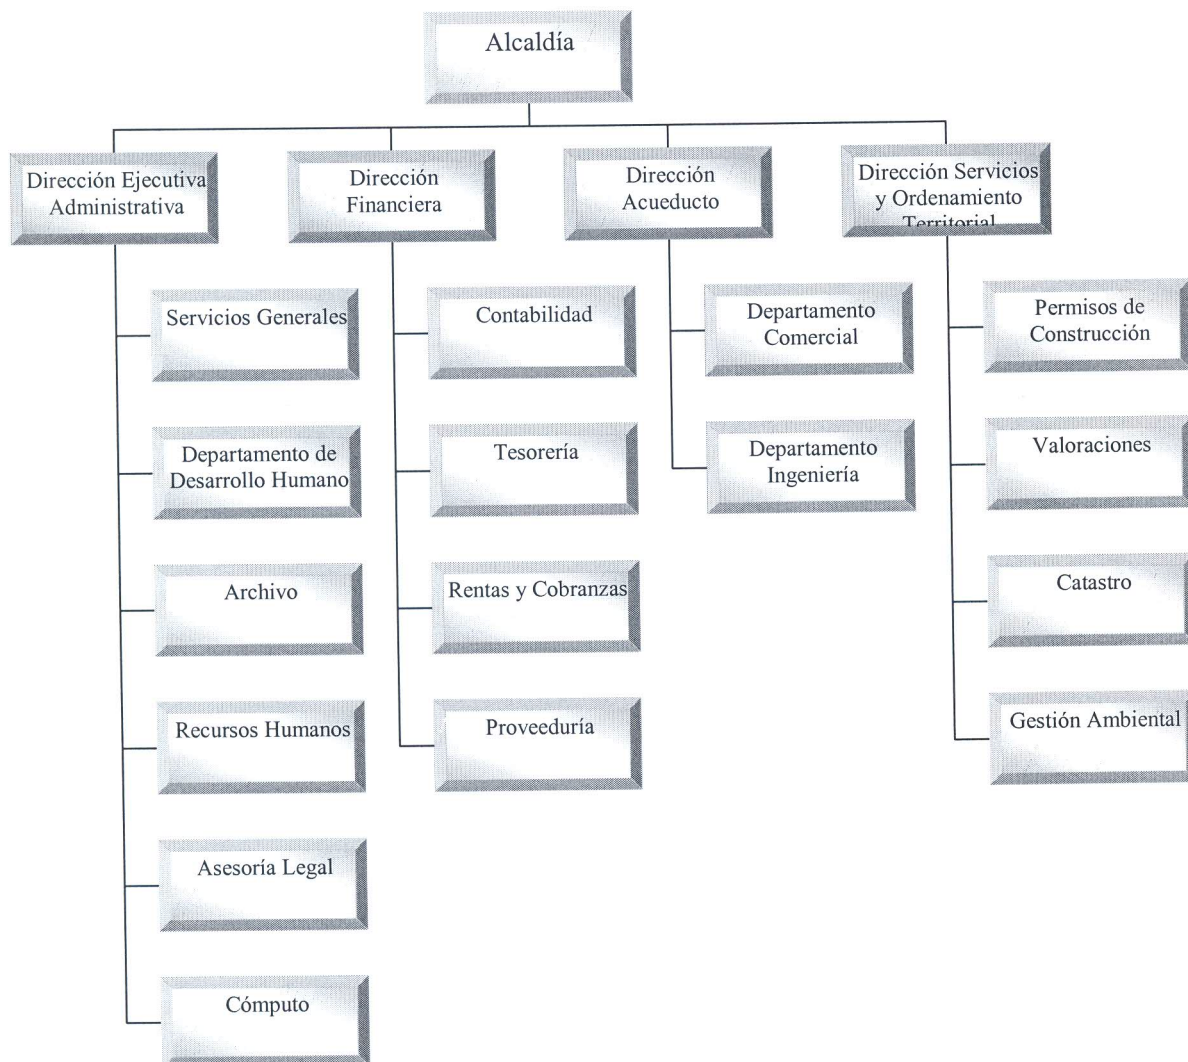 Alcaldía
Dirección Ejecutiva
Administrativa
Dirección
Financiera
Dirección
Acueducto
Dirección Servicios
y Ordenamiento
Territorial
Servicios Generales
Departamento de
Desarrollo Humano
Archivo
Recursos Humanos
Asesoría Legal
Cómputo
Contabilidad
Tesorería
Rentas y Cobranzas
Proveeduría
Departamento
Comercial
Departamento
Ingeniería
Permisos de
Construcción
Valoraciones
Catastro
Gestión Ambiental